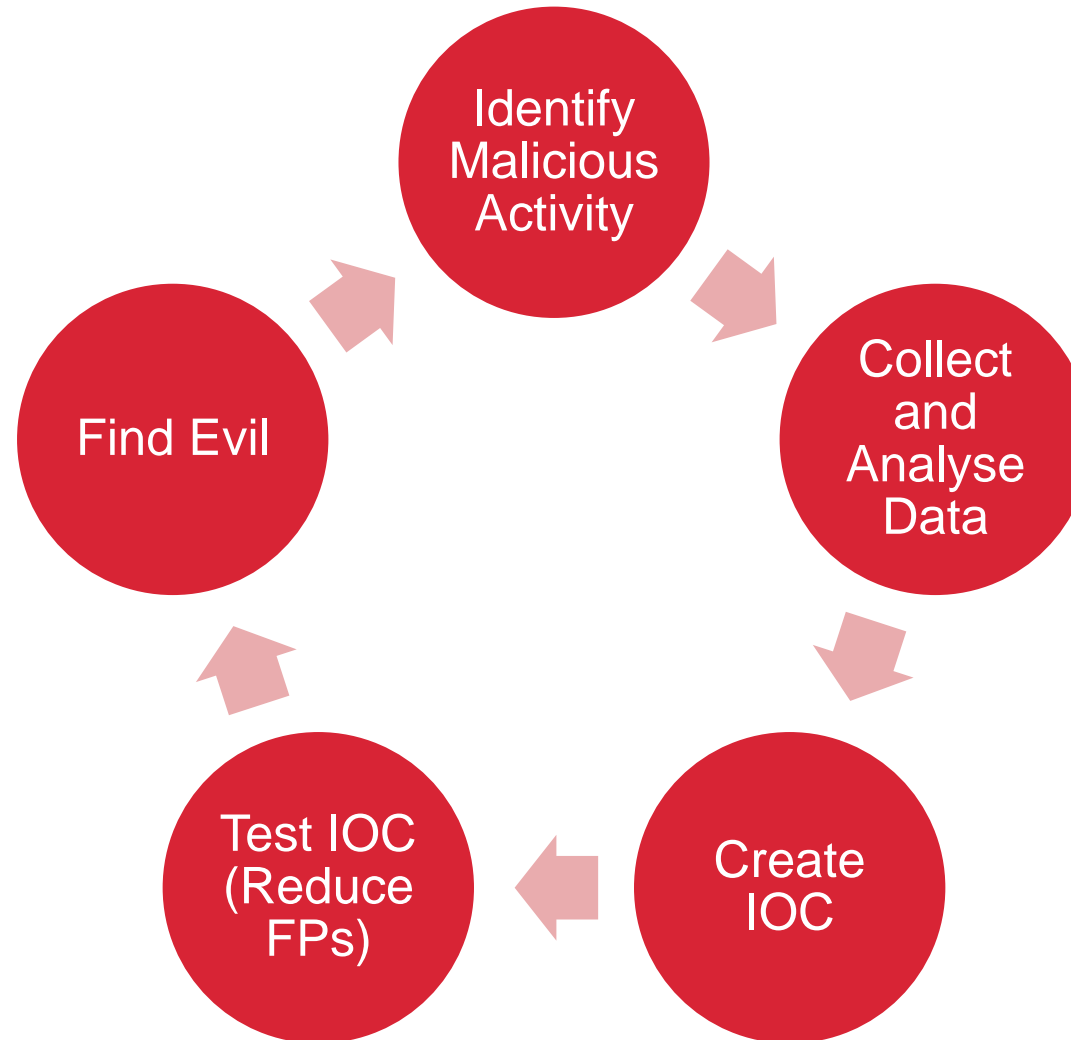 Identify
Malicious
Activity
Collect
and
Analyse
Data
Create
IOC
Test IOC
(Reduce
FPs)
Find Evil